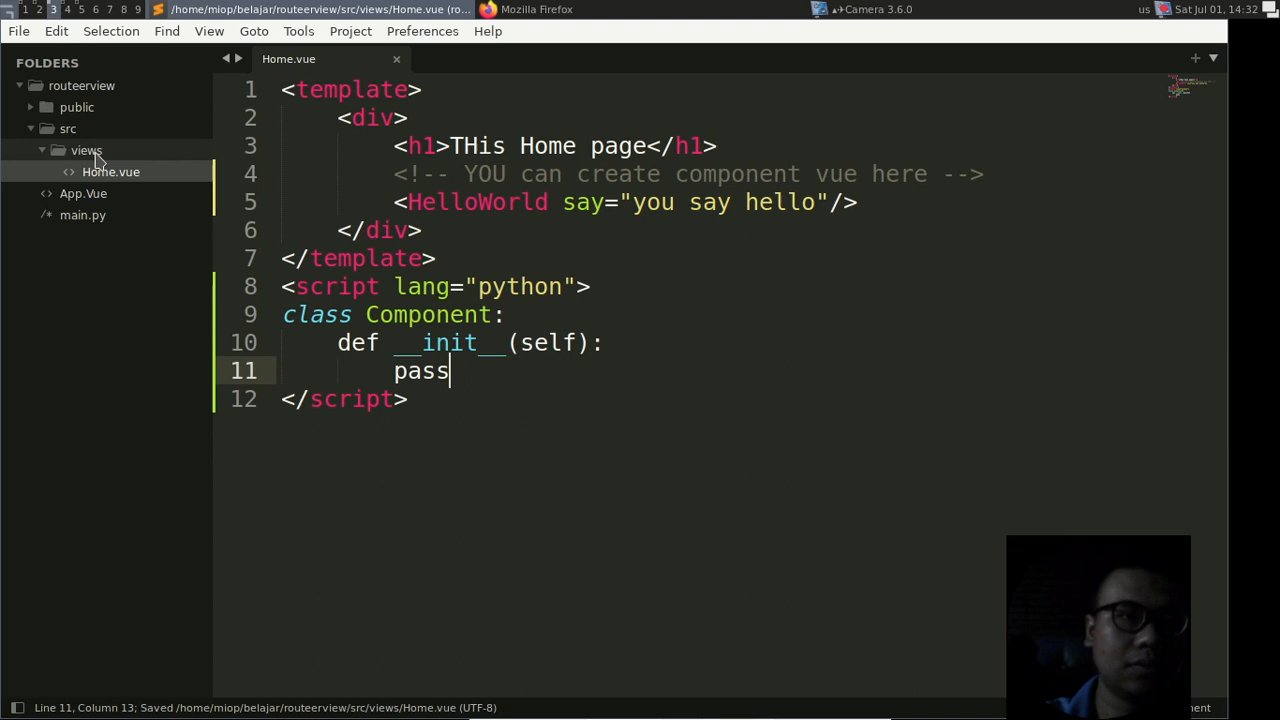 1 2 3 4 5 6 7 8 9 /home/miop/belajar/routeerview/src/views/Home.vue (ro... Mozilla Firefox Camera 3.6.0 us Sat Jul 01, 14:32
File Edit Selection Find View Goto Tools Project Preferences Help
FOLDERS
routeerview
public
src
views
Home.vue
App.Vue
/* main.py
Home.vue
1 <template>
2 <div>
3 <h1>THis Home page</h1>
4 <!-- YOU can create component vue here -->
5 <HelloWorld say="you say hello"/>
6 </div>
7 </template>
8 <script lang="python">
9 class Component:
10 def __init__(self):
11 pass
12 </script>
Line 11, Column 13; Saved /home/miop/belajar/routeerview/src/views/Home.vue (UTF-8)